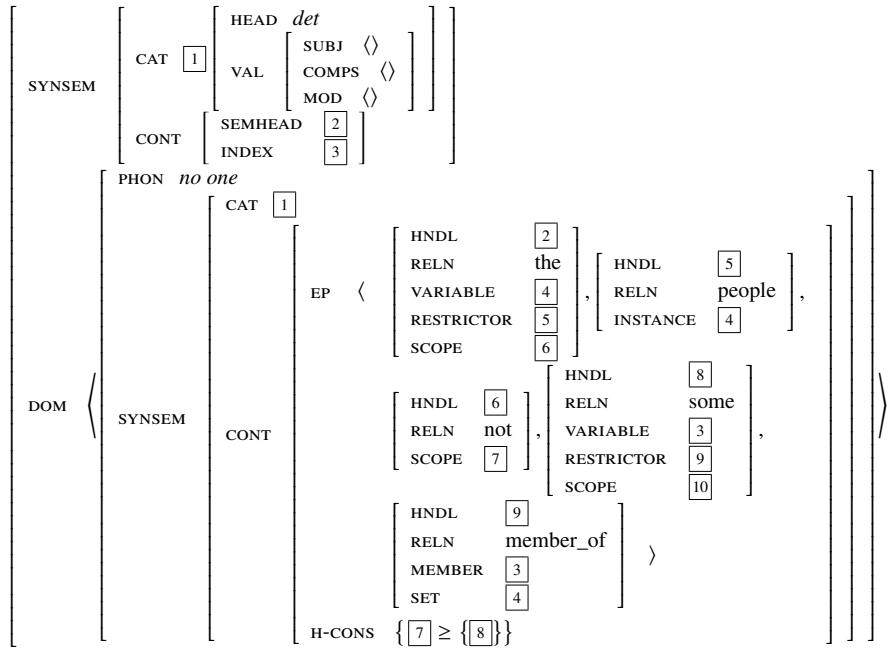 HEAD det
SUBJ ⟨⟩
CAT 1 VAL COMPS ⟨⟩
MOD ⟨⟩
SYNSEM
CONT SEMHEAD 2
INDEX 3
PHON no one
CAT 1
HNDL 2
RELN the HNDL 5
EP ⟨ VARIABLE 4 , RELN people ,
RESTRICTOR 5 INSTANCE 4
SCOPE 6
HNDL 8
HNDL 6 RELN some
DOM ⟨ SYNSEM CONT RELN not , VARIABLE 3 , ⟩
SCOPE 7 RESTRICTOR 9
SCOPE 10
HNDL 9
RELN member_of
MEMBER 3 ⟩
SET 4
H-CONS { 7 ≥ { 8 }}